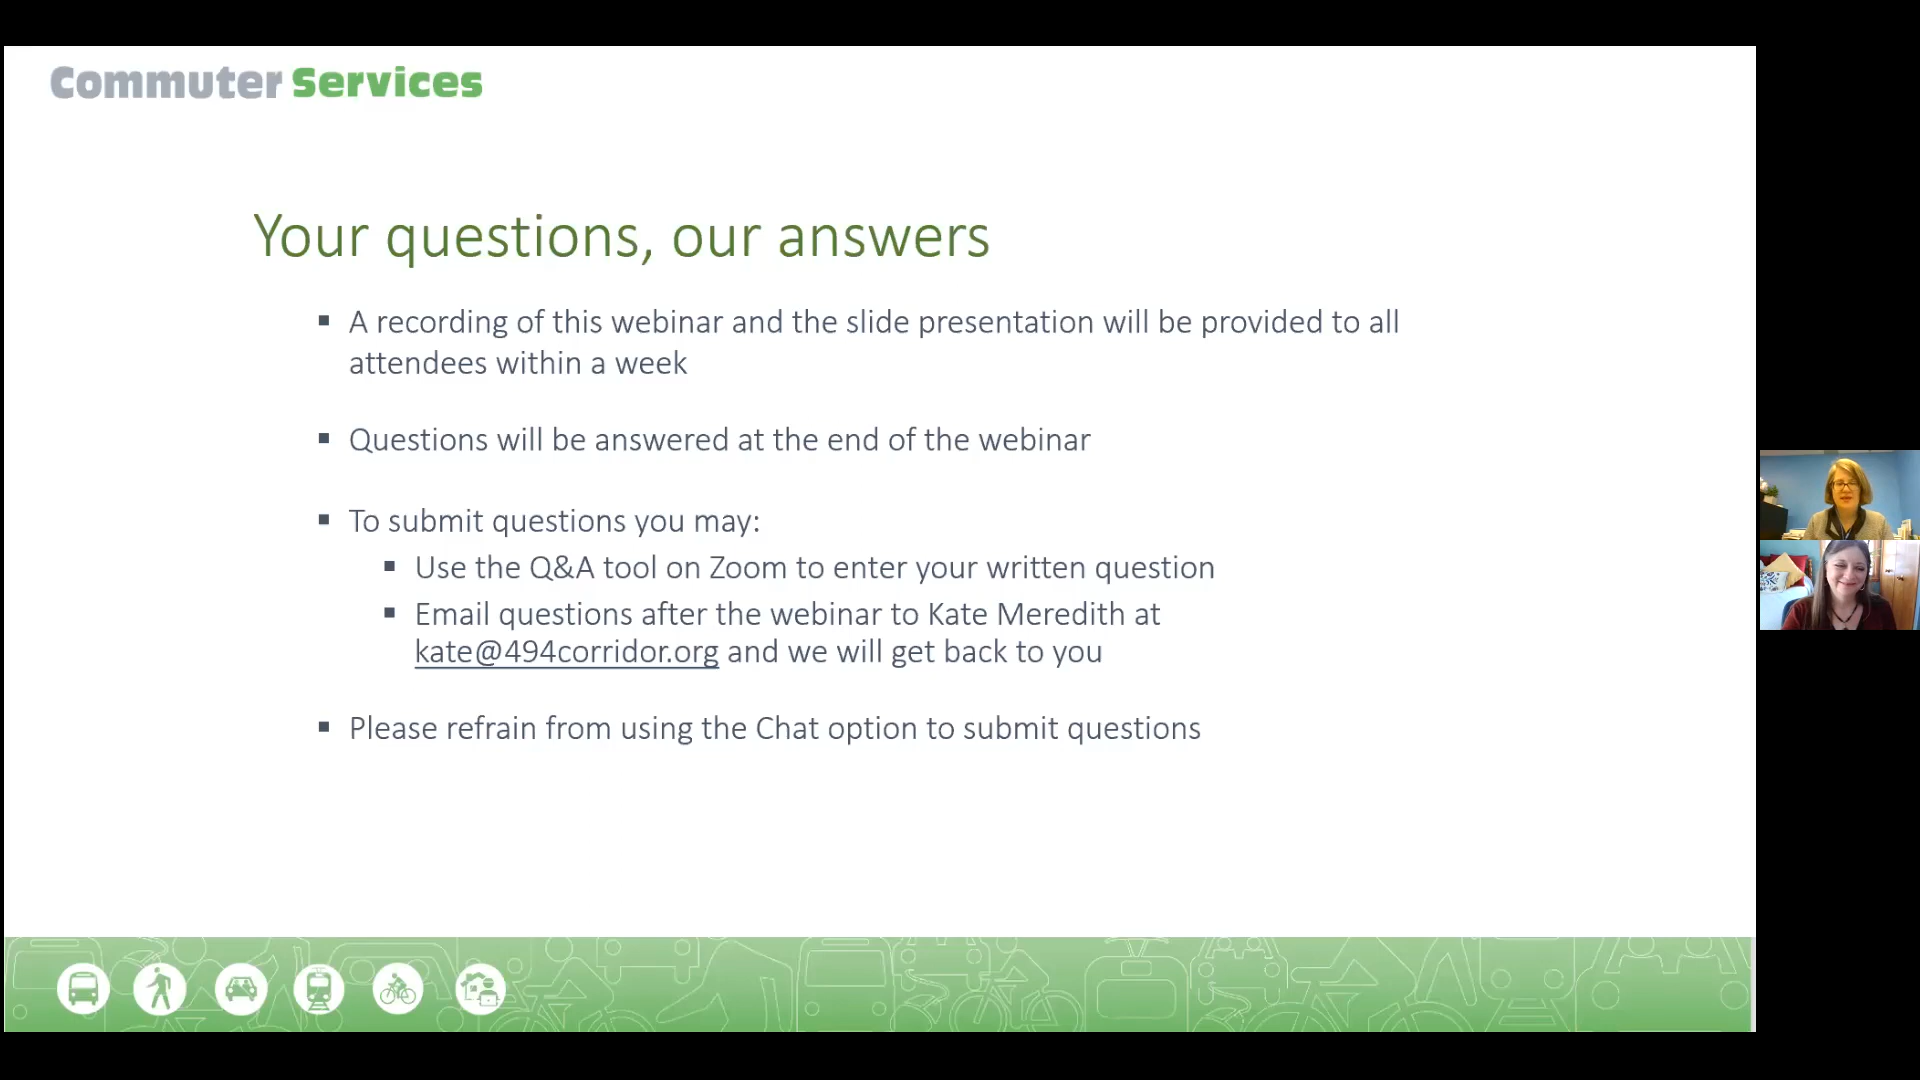 Commuter Services
Your questions, our answers
▪ A recording of this webinar and the slide presentation will be provided to all
attendees within a week
▪ Questions will be answered at the end of the webinar
▪ To submit questions you may:
▪ Use the Q&A tool on Zoom to enter your written question
▪ Email questions after the webinar to Kate Meredith at
kate@494corridor.org and we will get back to you
▪ Please refrain from using the Chat option to submit questions